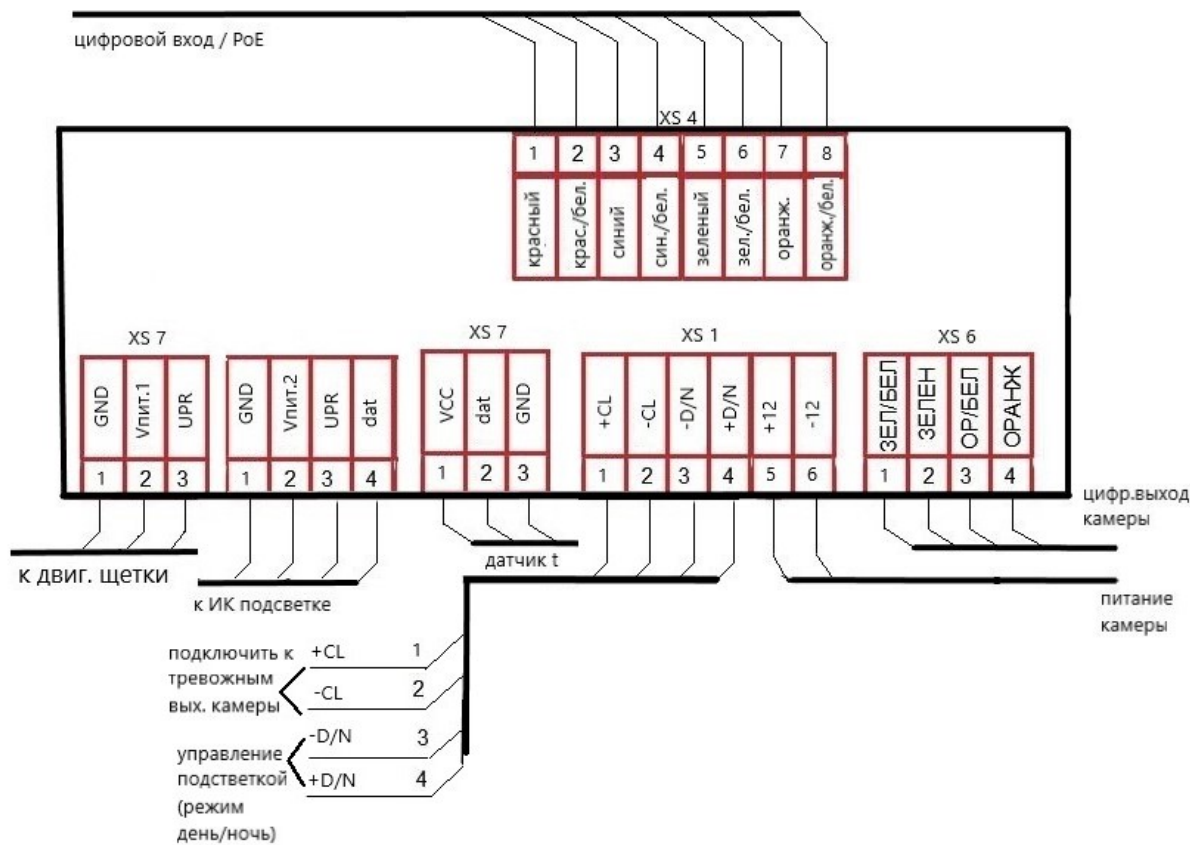 цифровой вход / PoE
XS 4
1 2 3 4 5 6 7 8
красный
крас./бел.
синий
син./бел.
зеленый
зел./бел.
оранж.
оранж./бел.
XS 7
GND
Vпит.1
UPR
1 2 3
GND
Vпит.2
UPR
dat
1 2 3 4
XS 7
VCC
dat
GND
1 2 3
XS 1
+CL
-CL
-D/N
+D/N
+12
-12
1 2 3 4 5 6
XS 6
ЗЕЛ/БЕЛ
ЗЕЛЕН
ОР/БЕЛ
ОРАНЖ
1 2 3 4
цифр.выход
камеры
к двиг. щетки
датчик t
к ИК подсветке
питание
камеры
подключить к
тревожным
вых. камеры
+CL 1
-CL 2
управление
подстветкой
(режим
день/ночь)
-D/N 3
+D/N 4